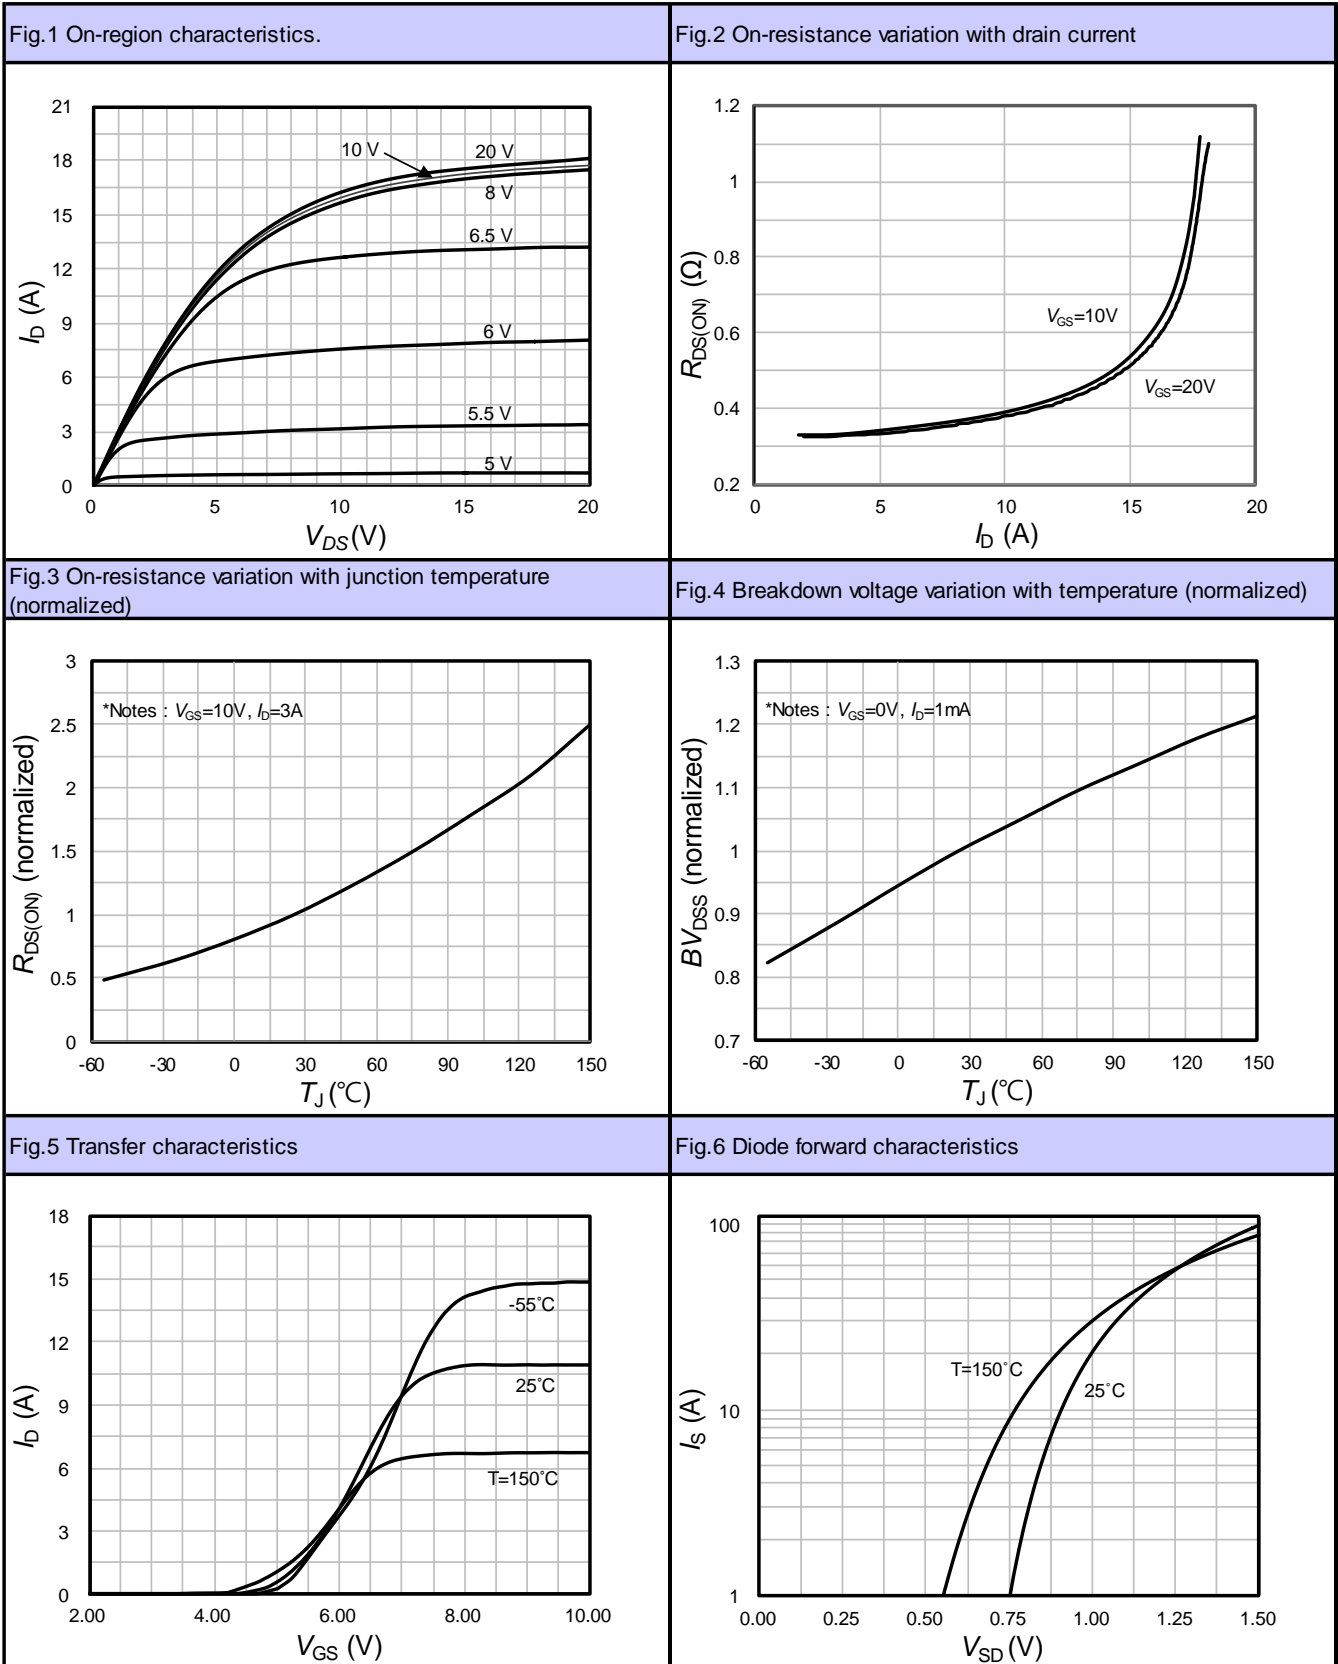 Fig.1 On-region characteristics.
21
18
15
12
9
6
3
0
I_D (A)
10 V
20 V
8 V
6.5 V
6 V
5.5 V
5 V
0 5 10 15 20
V_DS (V)
Fig.2 On-resistance variation with drain current
1.2
1
0.8
0.6
0.4
0.2
R_DS(ON) (Ω)
V_GS=10V
V_GS=20V
0 5 10 15 20
I_D (A)
Fig.3 On-resistance variation with junction temperature
(normalized)
3
2.5
2
1.5
1
0.5
0
R_DS(ON) (normalized)
*Notes : V_GS=10V, I_D=3A
-60 -30 0 30 60 90 120 150
T_J (℃)
Fig.4 Breakdown voltage variation with temperature (normalized)
1.3
1.2
1.1
1
0.9
0.8
0.7
BV_DSS (normalized)
*Notes : V_GS=0V, I_D=1mA
-60 -30 0 30 60 90 120 150
T_J (℃)
Fig.5 Transfer characteristics
18
15
12
9
6
3
0
I_D (A)
-55˚C
25˚C
T=150˚C
2.00 4.00 6.00 8.00 10.00
V_GS (V)
Fig.6 Diode forward characteristics
100
10
1
I_S (A)
T=150˚C
25˚C
0.00 0.25 0.50 0.75 1.00 1.25 1.50
V_SD (V)